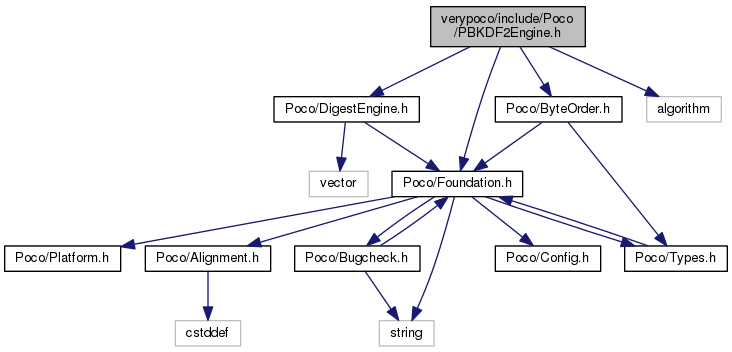 verypoco/include/Poco
/PBKDF2Engine.h
Poco/DigestEngine.h
Poco/ByteOrder.h
algorithm
vector
Poco/Foundation.h
Poco/Platform.h
Poco/Alignment.h
Poco/Bugcheck.h
Poco/Config.h
Poco/Types.h
cstddef
string